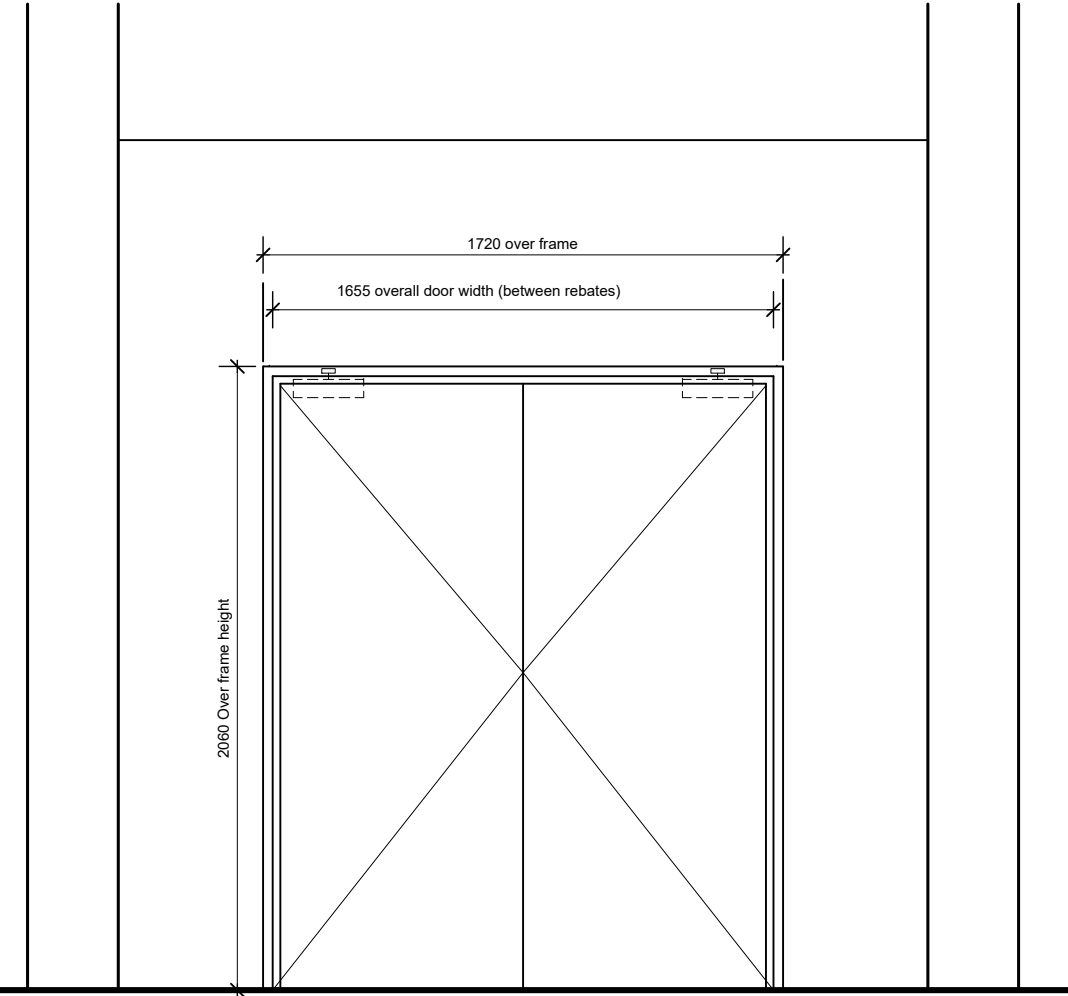 1720 over frame
1655 overall door width (between rebates)
2060 Over frame height